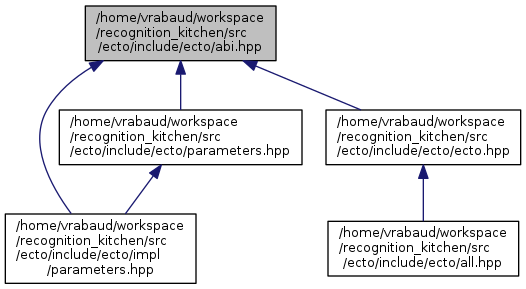 /home/vrabaud/workspace
/recognition_kitchen/src
/ecto/include/ecto/abi.hpp
/home/vrabaud/workspace
/recognition_kitchen/src
/ecto/include/ecto/parameters.hpp
/home/vrabaud/workspace
/recognition_kitchen/src
/ecto/include/ecto/ecto.hpp
/home/vrabaud/workspace
/recognition_kitchen/src
/ecto/include/ecto/impl
/parameters.hpp
/home/vrabaud/workspace
/recognition_kitchen/src
/ecto/include/ecto/all.hpp